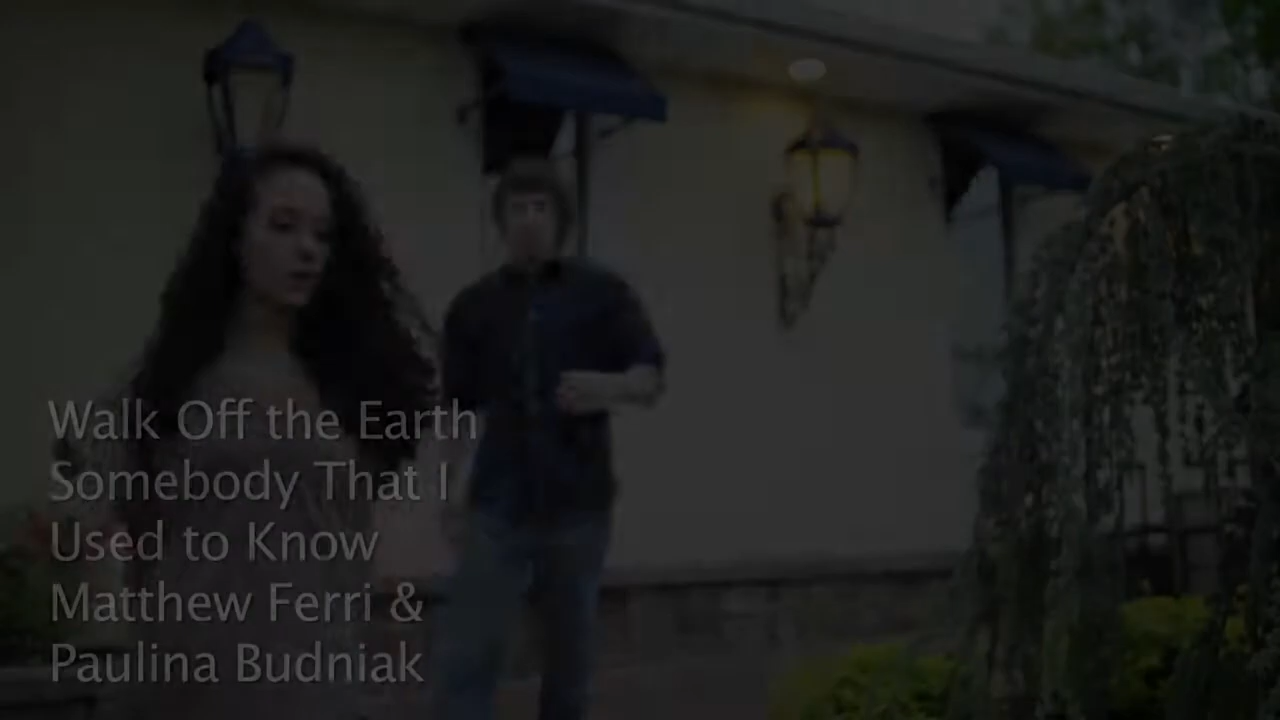 Walk Off the Earth
Somebody That I
Used to Know
Matthew Ferri &
Paulina Budniak